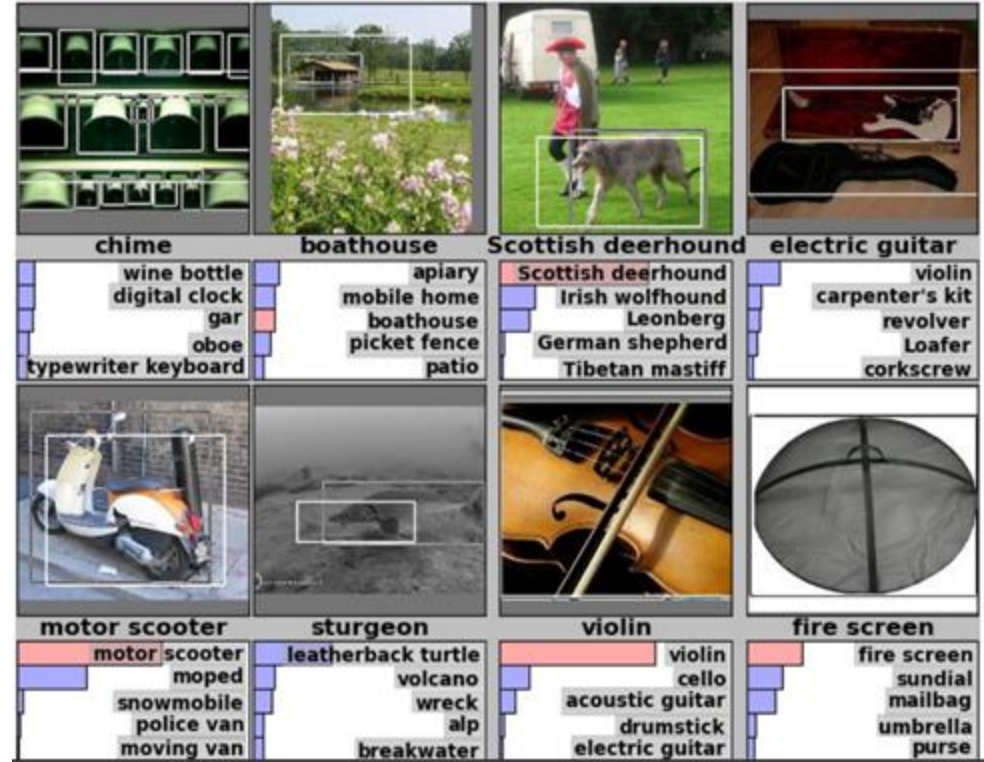 chime
boathouse
Scottish deerhound
electric guitar
wine bottle
digital clock
gar
oboe
typewriter keyboard
apiary
mobile home
boathouse
picket fence
patio
Scottish deerhound
Irish wolfhound
Leonberg
German shepherd
Tibetan mastiff
violin
carpenter's kit
revolver
Loafer
corkscrew
motor scooter
sturgeon
violin
fire screen
motor scooter
moped
snowmobile
police van
moving van
leatherback turtle
volcano
wreck
alp
breakwater
violin
cello
acoustic guitar
drumstick
electric guitar
fire screen
sundial
mailbag
umbrella
purse